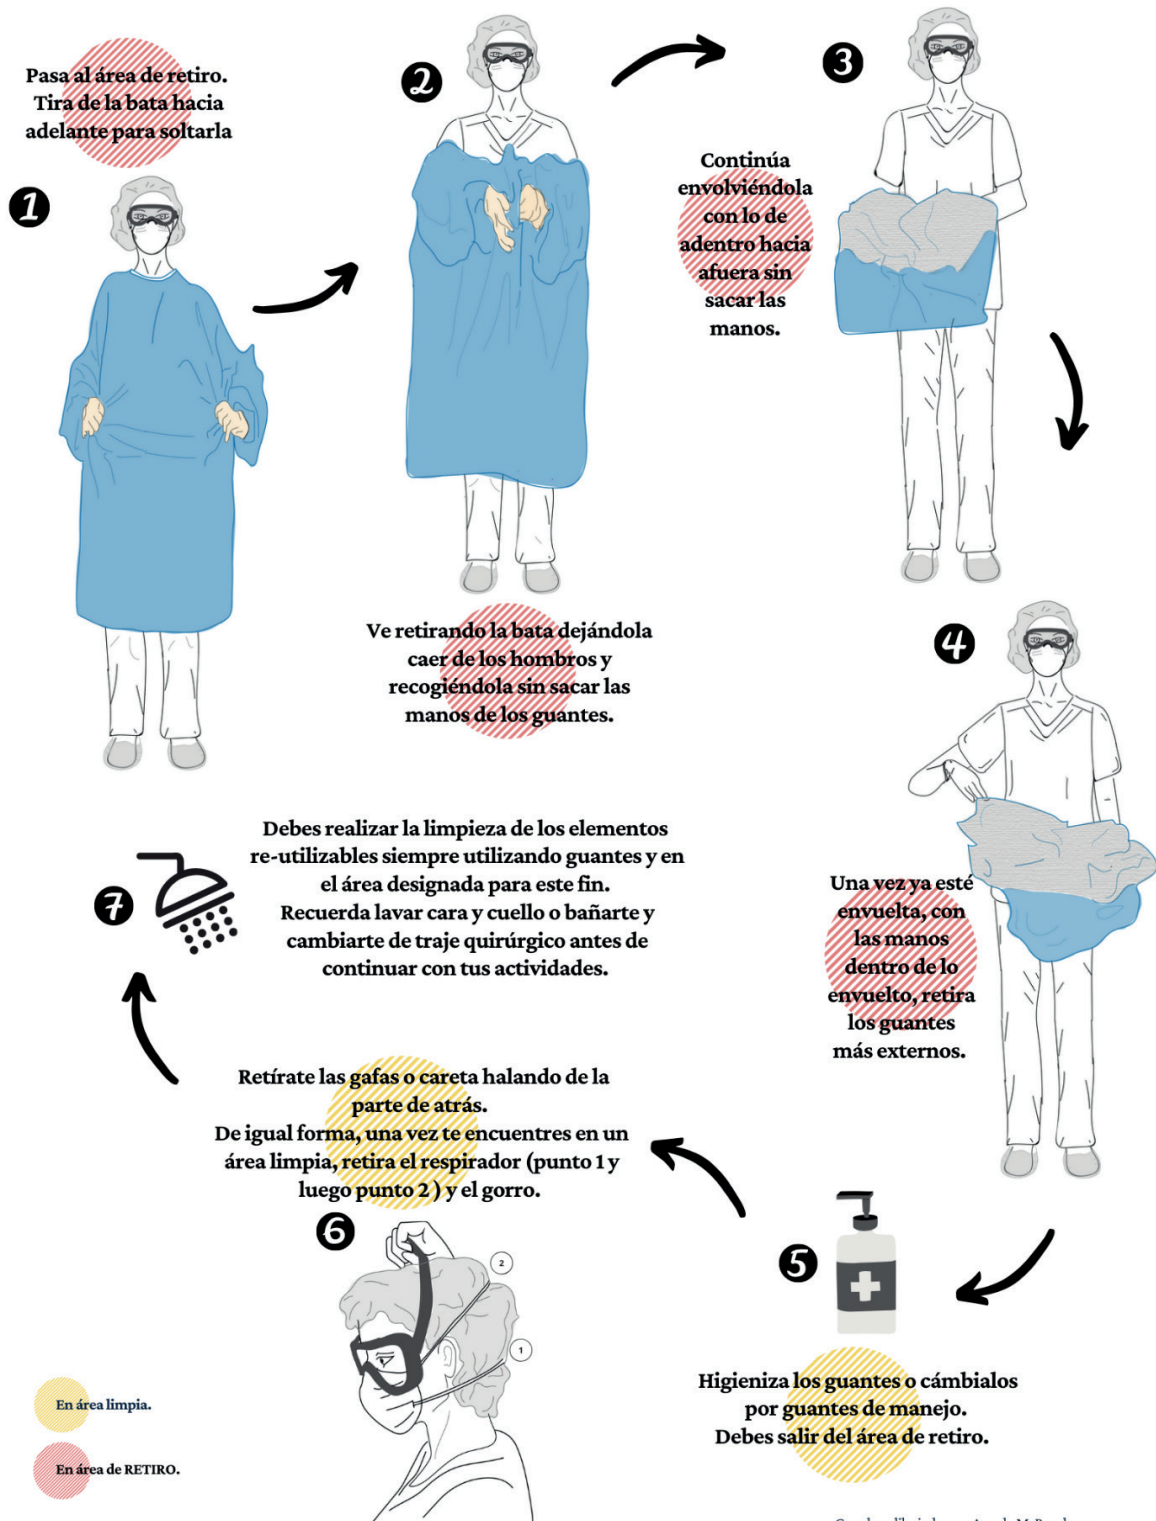 Pasa al área de retiro.
Tira de la bata hacia
adelante para soltarla
1
2
Ve retirando la bata dejándola
caer de los hombros y
recogiéndola sin sacar las
manos de los guantes.
3
Continúa
envolviéndola
con lo de
adentro hacia
afuera sin
sacar las
manos.
4
Una vez ya esté
envuelta, con
las manos
dentro de lo
envuelto, retira
los guantes
más externos.
5
Higieniza los guantes o cámbialos
por guantes de manejo.
Debes salir del área de retiro.
Retírate las gafas o careta halando de la
parte de atrás.
De igual forma, una vez te encuentres en un
área limpia, retira el respirador (punto 1 y
luego punto 2 ) y el gorro.
6
2
1
7
Debes realizar la limpieza de los elementos
re-utilizables siempre utilizando guantes y en
el área designada para este fin.
Recuerda lavar cara y cuello o bañarte y
cambiarte de traje quirúrgico antes de
continuar con tus actividades.
En área limpia.
En área de RETIRO.